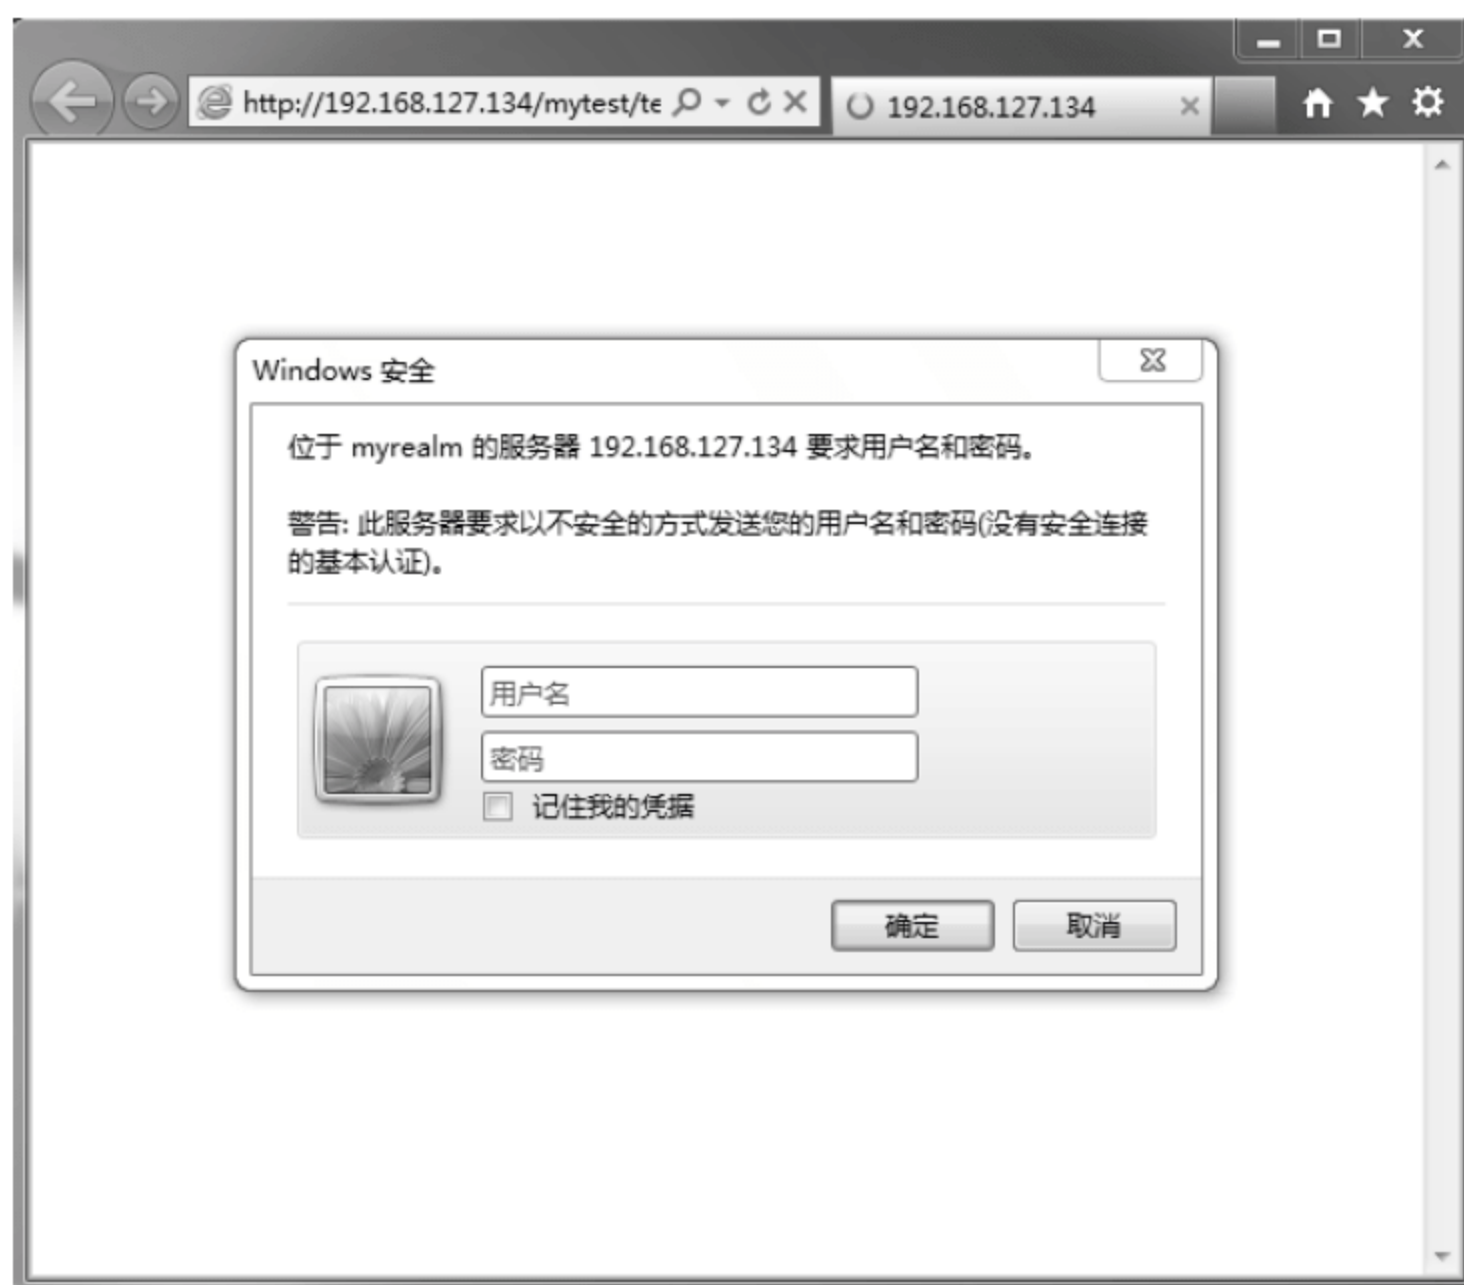 http://192.168.127.134/mytest/te
192.168.127.134
Windows 安全
位于 myrealm 的服务器 192.168.127.134 要求用户名和密码。
警告: 此服务器要求以不安全的方式发送您的用户名和密码(没有安全连接
的基本认证)。
用户名
密码
记住我的凭据
确定
取消